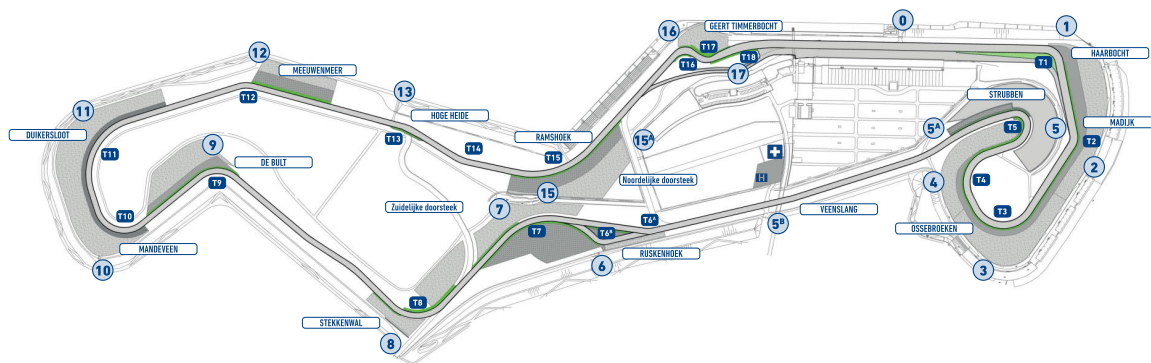 0
1
16
GEERT TIMMERBOCHT
T17
T18
T16
17
HAARBOCHT
T1
12
MEEUWENMEER
T12
13
HOGE HEIDE
T13
T14
RAMSHOEK
T15
15
15A
STRUBBEN
5A
T5
5
MADIJK
T2
2
11
DUIKERSLOOT
T11
9
DE BULT
T9
T10
MANDEVEEN
10
Noordelijke doorsteek
H
4
T4
T3
OSSEBROEKEN
3
7
Zuidelijke doorsteek
T7
T6A
T6B
RUSKENHOEK
6
5B
VEENSLANG
T8
STEKKENWAL
8